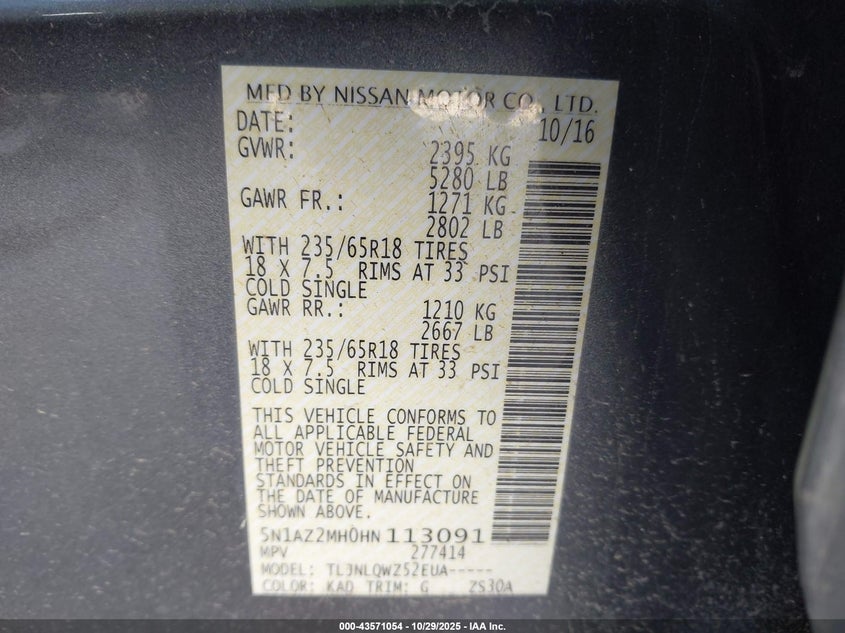 MFD BY NISSAN MOTOR CO., LTD.
DATE: 10/16
GVWR: 2395 KG
5280 LB
GAWR FR.: 1271 KG
2802 LB
WITH 235/65R18 TIRES
18 X 7.5 RIMS AT 33 PSI
COLD SINGLE
GAWR RR.: 1210 KG
2667 LB
WITH 235/65R18 TIRES
18 X 7.5 RIMS AT 33 PSI
COLD SINGLE
THIS VEHICLE CONFORMS TO
ALL APPLICABLE FEDERAL
MOTOR VEHICLE SAFETY AND
THEFT PREVENTION
STANDARDS IN EFFECT ON
THE DATE OF MANUFACTURE
SHOWN ABOVE.
5N1AZ2MH0HN113091
MPV 277414
MODEL: TL3NLQWZ52EUA-----
COLOR: KAD TRIM: G ZS30A
000-43571054 - 10/29/2025 - IAA Inc.